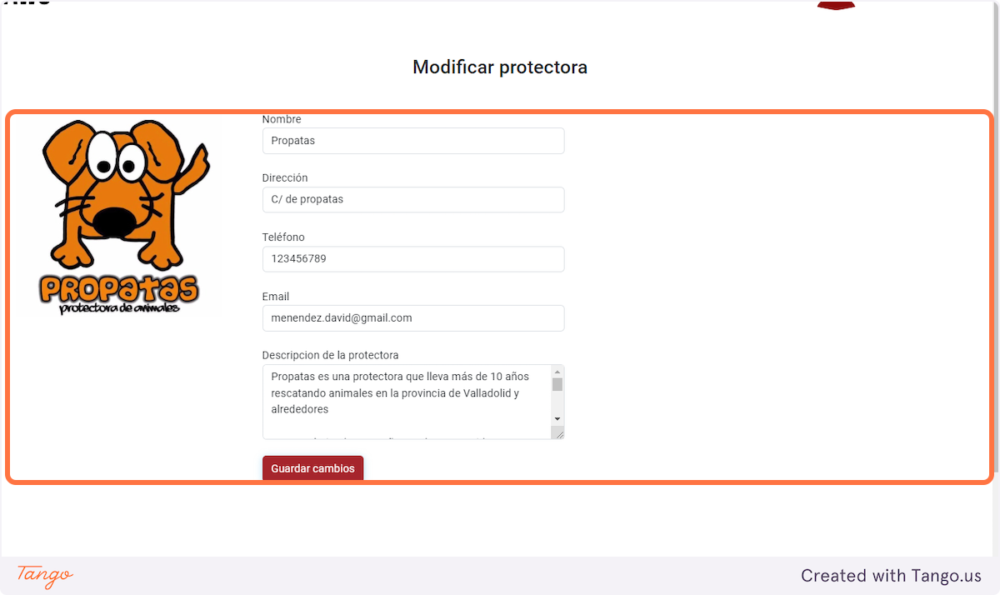 Modificar protectora
Nombre
Propatas
Dirección
C/ de propatas
Teléfono
123456789
Email
menendez.david@gmail.com
Descripcion de la protectora
Propatas es una protectora que lleva más de 10 años
rescatando animales en la provincia de Valladolid y
alrededores
Guardar cambios
PROPATAS
protectora de animales
Tango
Created with Tango.us